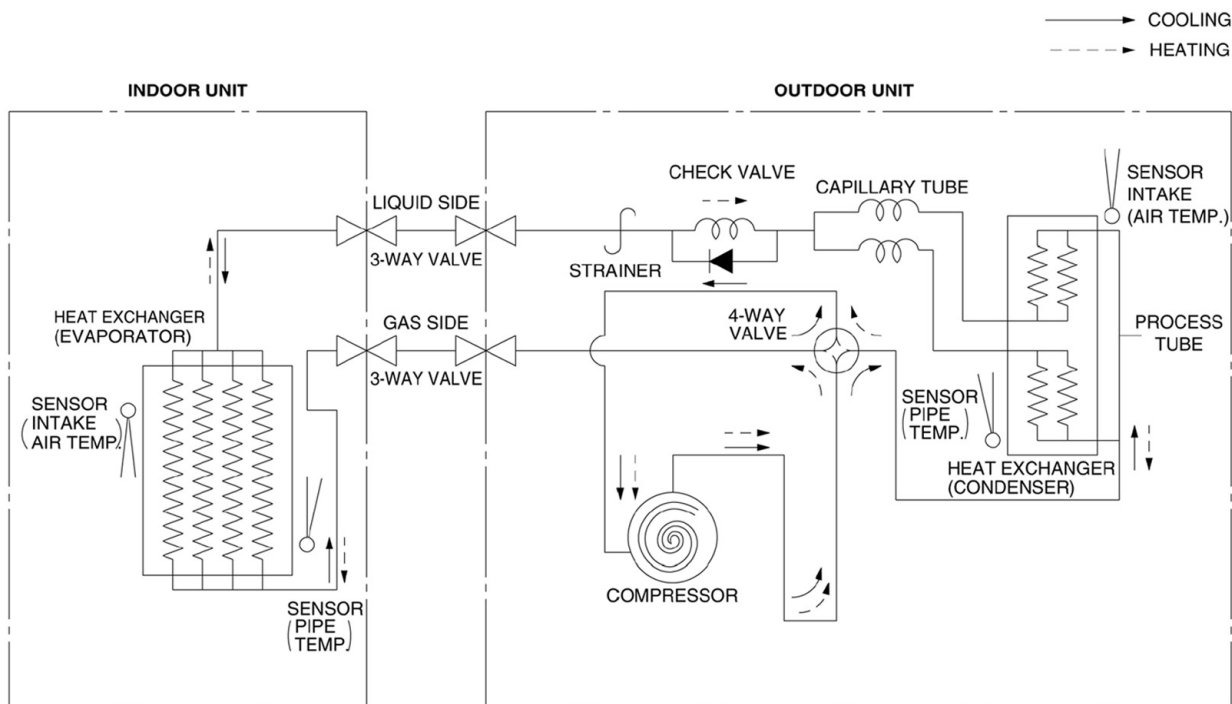 COOLING
HEATING
INDOOR UNIT
OUTDOOR UNIT
LIQUID SIDE
3-WAY VALVE
CHECK VALVE
CAPILLARY TUBE
SENSOR
INTAKE
(AIR TEMP.)
STRAINER
HEAT EXCHANGER
(EVAPORATOR)
GAS SIDE
3-WAY VALVE
4-WAY
VALVE
PROCESS
TUBE
SENSOR
INTAKE
(AIR TEMP.)
SENSOR
(PIPE
TEMP.)
HEAT EXCHANGER
(CONDENSER)
COMPRESSOR
SENSOR
(PIPE
TEMP.)